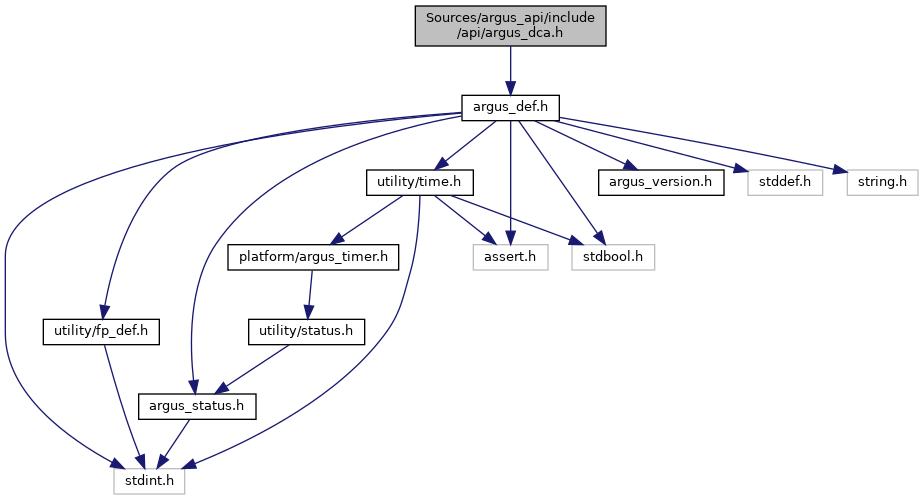 Sources/argus_api/include
/api/argus_dca.h
argus_def.h
utility/time.h
argus_version.h
stddef.h
string.h
platform/argus_timer.h
assert.h
stdbool.h
utility/fp_def.h
utility/status.h
argus_status.h
stdint.h